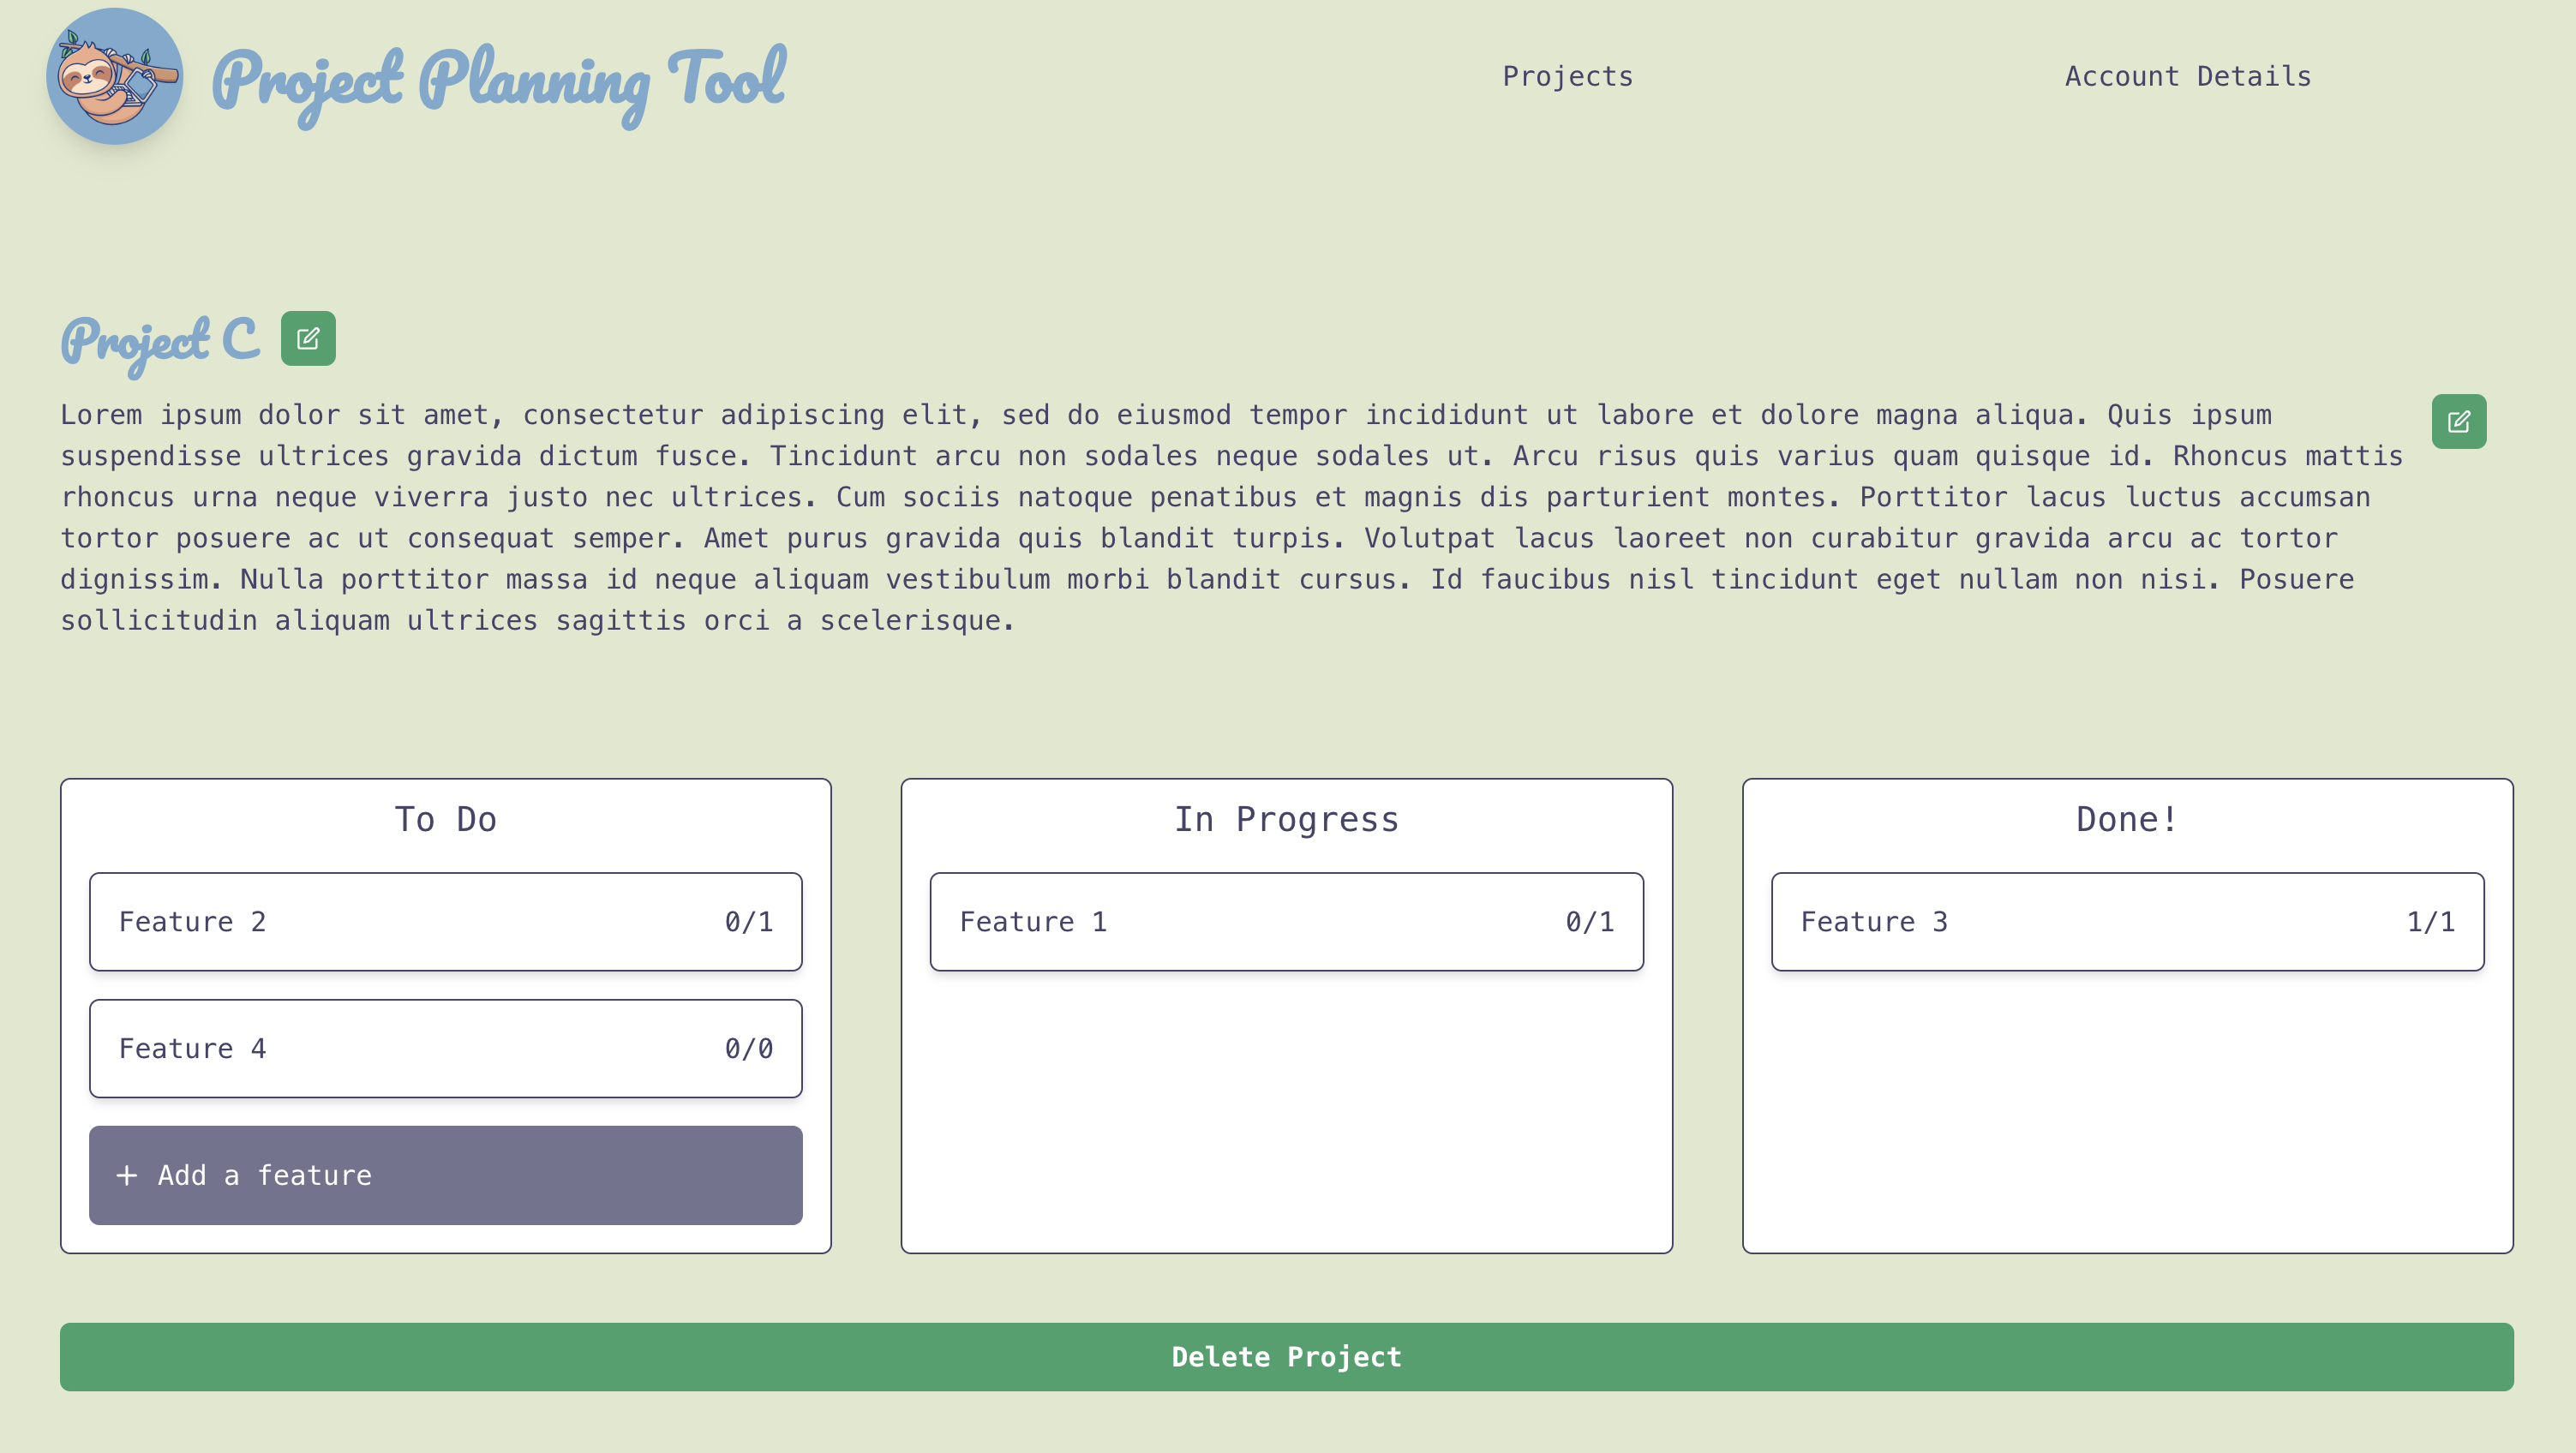 Project Planning Tool
Projects
Account Details
Project C
Lorem ipsum dolor sit amet, consectetur adipiscing elit, sed do eiusmod tempor incididunt ut labore et dolore magna aliqua. Quis ipsum
suspendisse ultrices gravida dictum fusce. Tincidunt arcu non sodales neque sodales ut. Arcu risus quis varius quam quisque id. Rhoncus mattis
rhoncus urna neque viverra justo nec ultrices. Cum sociis natoque penatibus et magnis dis parturient montes. Porttitor lacus luctus accumsan
tortor posuere ac ut consequat semper. Amet purus gravida quis blandit turpis. Volutpat lacus laoreet non curabitur gravida arcu ac tortor
dignissim. Nulla porttitor massa id neque aliquam vestibulum morbi blandit cursus. Id faucibus nisl tincidunt eget nullam non nisi. Posuere
sollicitudin aliquam ultrices sagittis orci a scelerisque.
To Do
Feature 2 0/1
Feature 4 0/0
+ Add a feature
In Progress
Feature 1 0/1
Done!
Feature 3 1/1
Delete Project